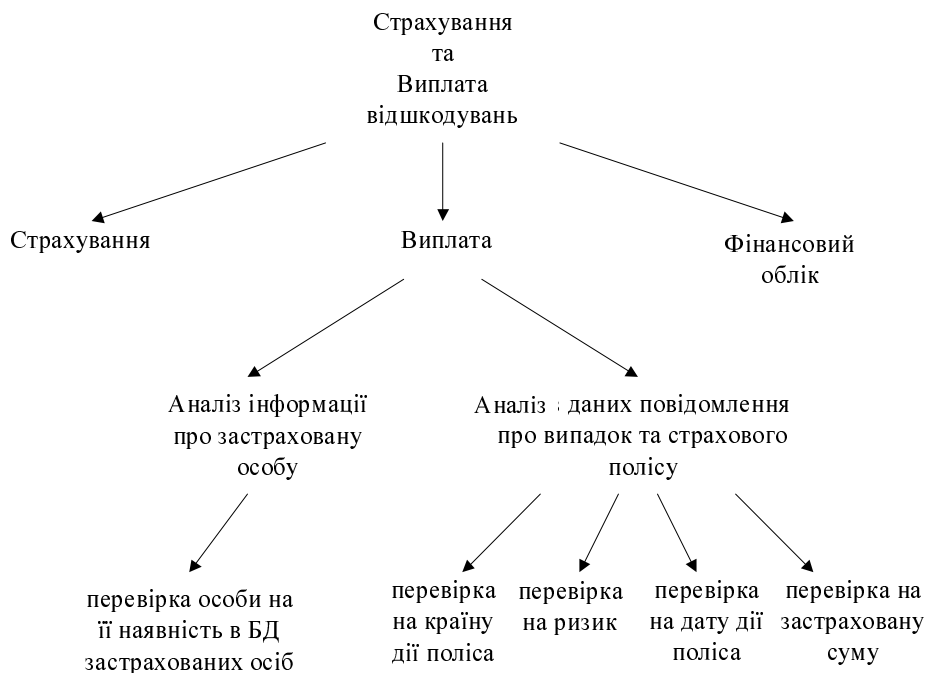 Страхування
та
Виплата
відшкодувань
Страхування
Виплата
Фінансовий
облік
Аналіз інформації
про застраховану
особу
Аналіз даних повідомлення
про випадок та страхового
полісу
перевірка особи на
її наявність в БД
застрахованих осіб
перевірка
на країну
дії поліса
перевірка
на ризик
перевірка
на дату дії
поліса
перевірка на
застраховану
суму